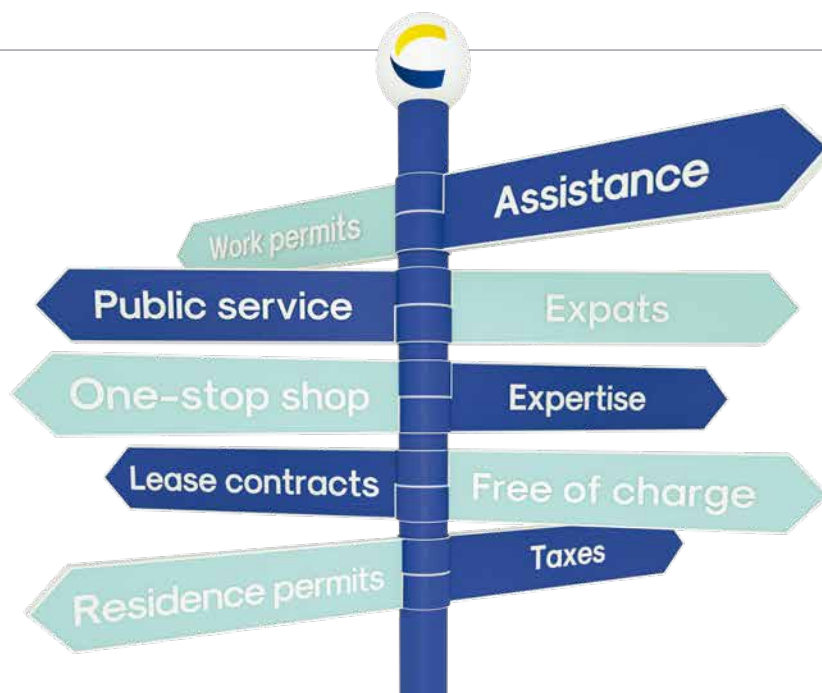 Assistance
Work permits
Public service
Expats
One-stop shop
Expertise
Lease contracts
Free of charge
Taxes
Residence permits